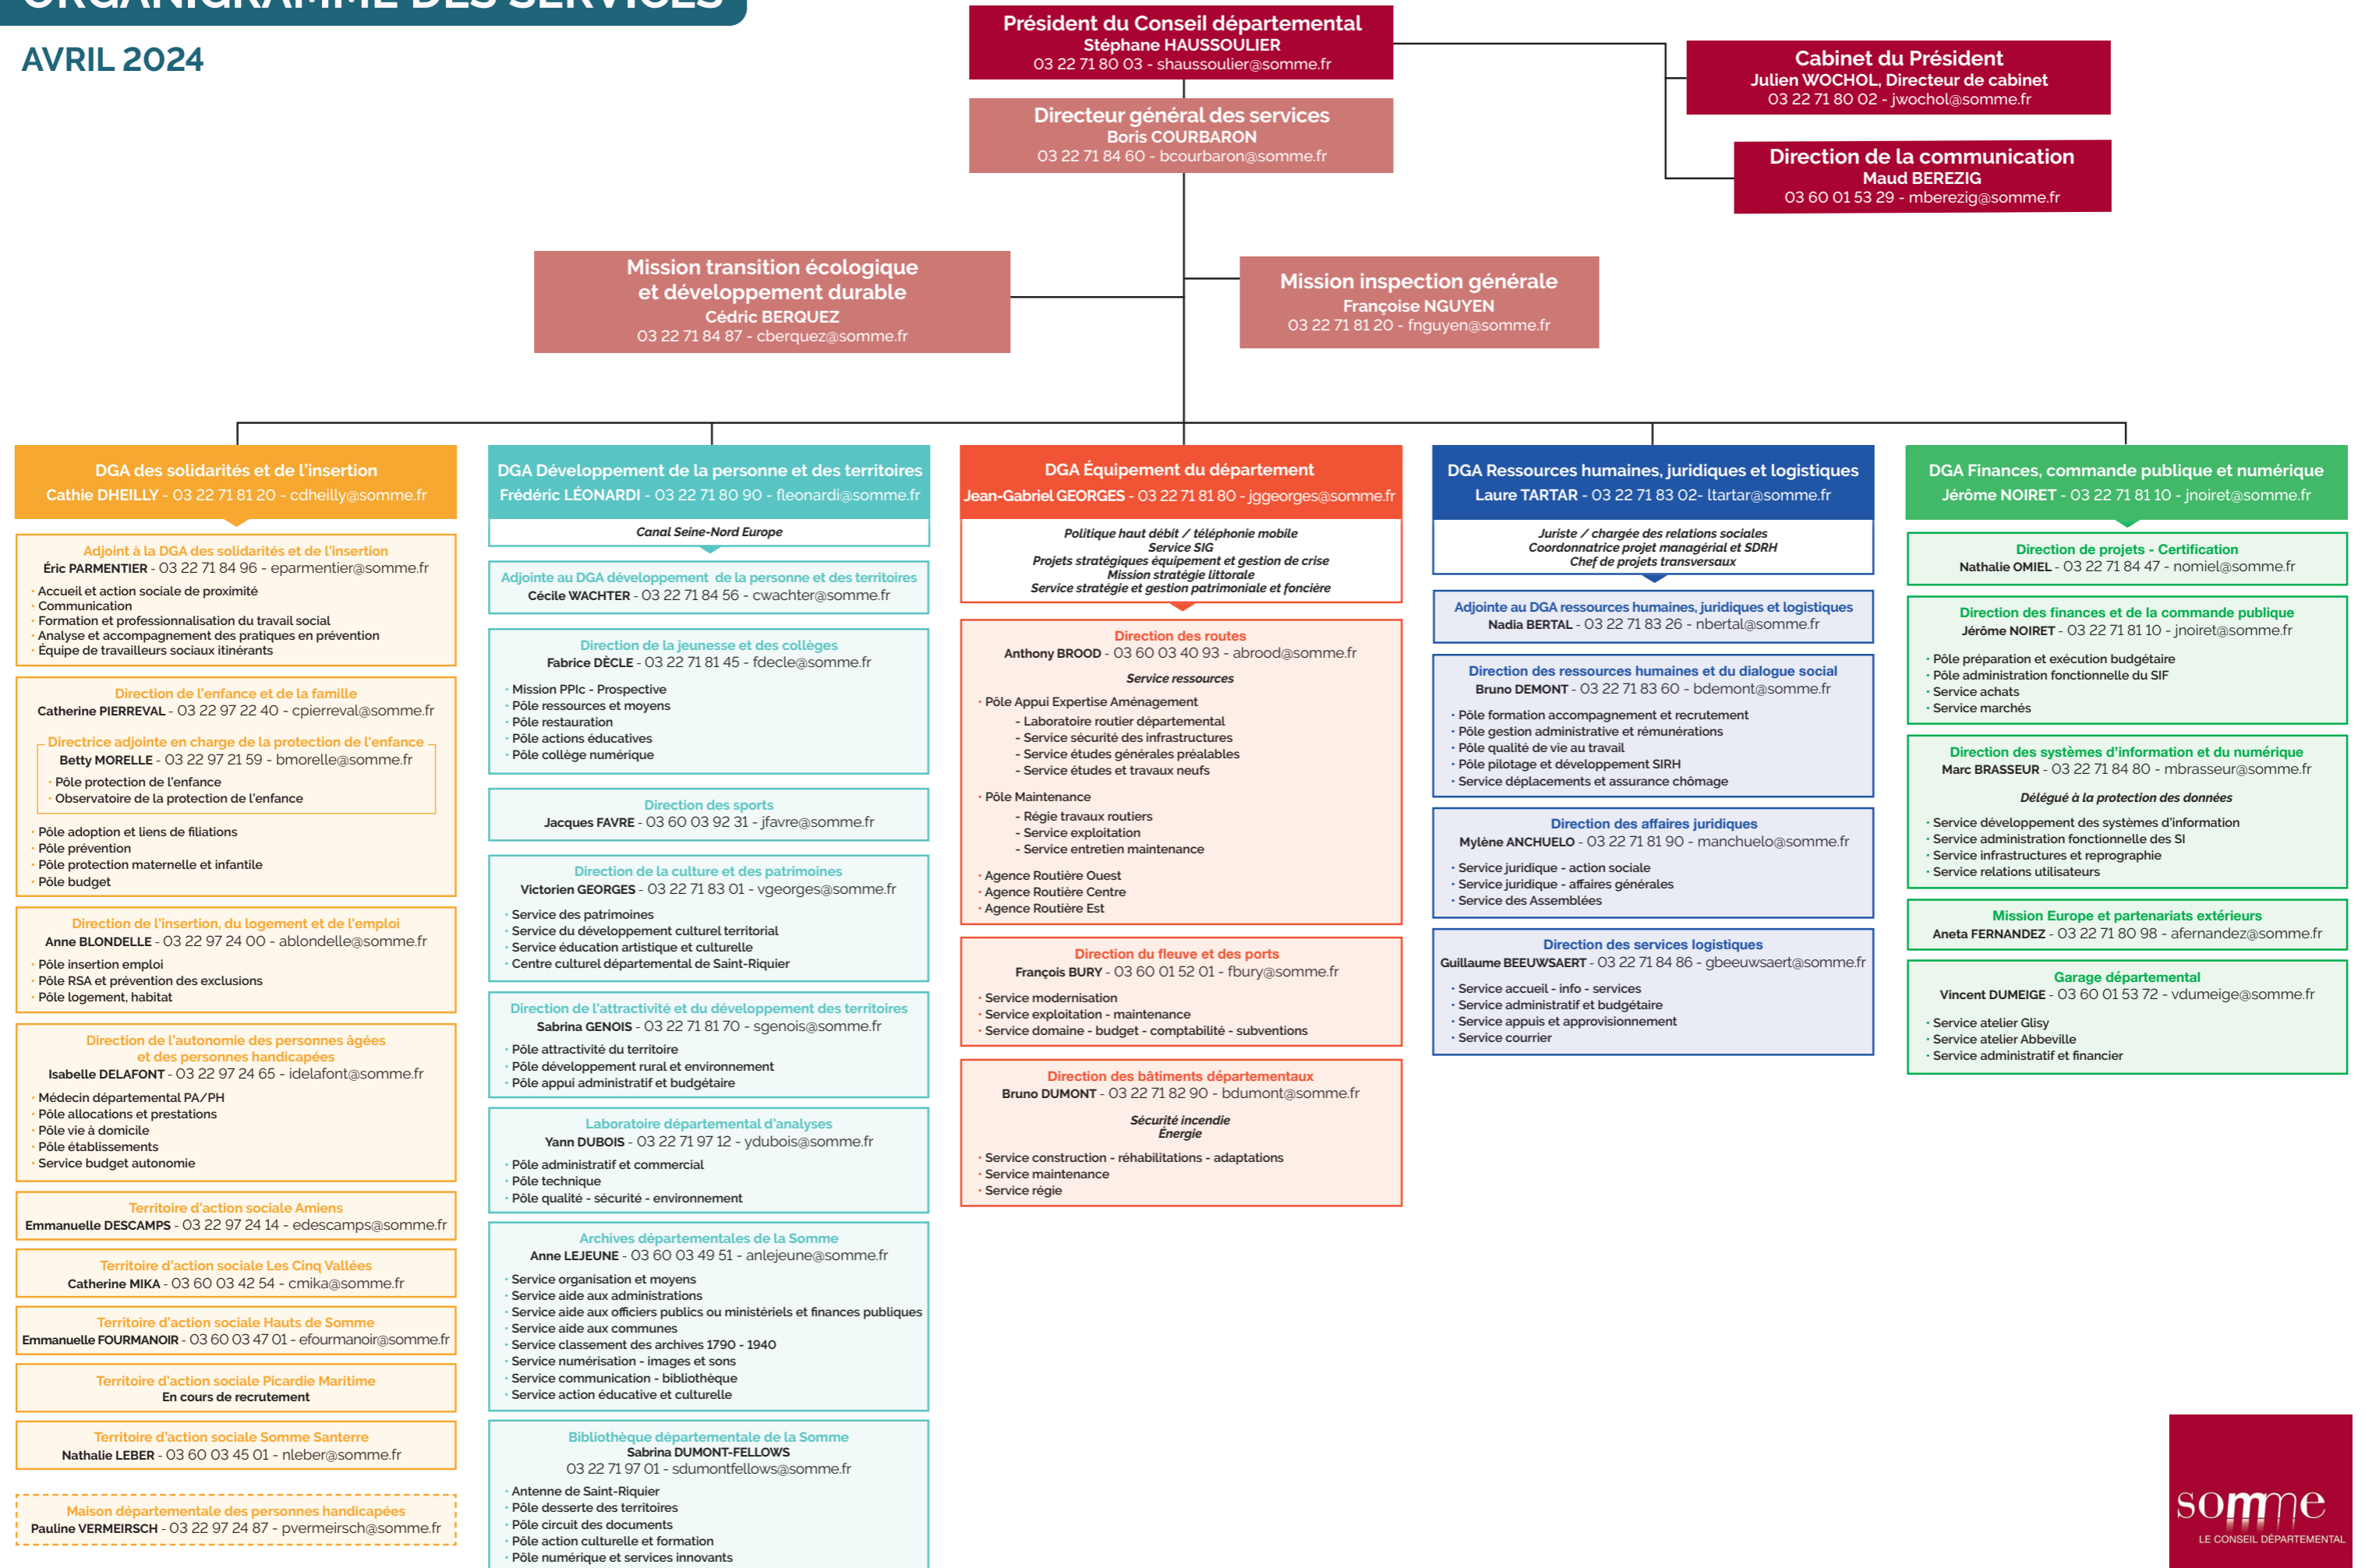 ORGANIGRAMME DES SERVICES
AVRIL 2024
Président du Conseil départemental
Stéphane HAUSSOULIER
03 22 71 80 03 - shaussoulier@somme.fr
Cabinet du Président
Julien WOCHOL, Directeur de cabinet
03 22 71 80 02 - jwochol@somme.fr
Directeur général des services
Boris COURBARON
03 22 71 84 60 - bcourbaron@somme.fr
Direction de la communication
Maud BEREZIG
03 60 01 53 29 - mberezig@somme.fr
Mission transition écologique
et développement durable
Cédric BERQUEZ
03 22 71 84 87 - cberquez@somme.fr
Mission inspection générale
Françoise NGUYEN
03 22 71 81 20 - fnguyen@somme.fr
DGA des solidarités et de l'insertion
Cathie DHEILLY - 03 22 71 81 20 - cdheilly@somme.fr
Adjoint à la DGA des solidarités et de l'insertion
Éric PARMENTIER - 03 22 71 84 96 - eparmentier@somme.fr
· Accueil et action sociale de proximité
· Communication
· Formation et professionnalisation du travail social
· Analyse et accompagnement des pratiques en prévention
· Équipe de travailleurs sociaux itinérants
Direction de l'enfance et de la famille
Catherine PIERREVAL - 03 22 97 22 40 - cpierreval@somme.fr
Directrice adjointe en charge de la protection de l'enfance
Betty MORELLE - 03 22 97 21 59 - bmorelle@somme.fr
· Pôle protection de l'enfance
· Observatoire de la protection de l'enfance
· Pôle adoption et liens de filiations
· Pôle prévention
· Pôle protection maternelle et infantile
· Pôle budget
Direction de l'insertion, du logement et de l'emploi
Anne BLONDELLE - 03 22 97 24 00 - ablondelle@somme.fr
· Pôle insertion emploi
· Pôle RSA et prévention des exclusions
· Pôle logement, habitat
Direction de l'autonomie des personnes âgées
et des personnes handicapées
Isabelle DELAFONT - 03 22 97 24 65 - idelafont@somme.fr
· Médecin départemental PA/PH
· Pôle allocations et prestations
· Pôle vie à domicile
· Pôle établissements
· Service budget autonomie
Territoire d'action sociale Amiens
Emmanuelle DESCAMPS - 03 22 97 24 14 - edescamps@somme.fr
Territoire d'action sociale Les Cinq Vallées
Catherine MIKA - 03 60 03 42 54 - cmika@somme.fr
Territoire d'action sociale Hauts de Somme
Emmanuelle FOURMANOIR - 03 60 03 47 01 - efourmanoir@somme.fr
Territoire d'action sociale Picardie Maritime
En cours de recrutement
Territoire d'action sociale Somme Santerre
Nathalie LEBER - 03 60 03 45 01 - nleber@somme.fr
Maison départementale des personnes handicapées
Pauline VERMEIRSCH - 03 22 97 24 87 - pvermeirsch@somme.fr
DGA Développement de la personne et des territoires
Frédéric LÉONARDI - 03 22 71 80 90 - fleonardi@somme.fr
Canal Seine-Nord Europe
Adjointe au DGA développement de la personne et des territoires
Cécile WACHTER - 03 22 71 84 56 - cwachter@somme.fr
Direction de la jeunesse et des collèges
Fabrice DÈCLE - 03 22 71 81 45 - fdecle@somme.fr
· Mission PPIc - Prospective
· Pôle ressources et moyens
· Pôle restauration
· Pôle actions éducatives
· Pôle collège numérique
Direction des sports
Jacques FAVRE - 03 60 03 92 31 - jfavre@somme.fr
Direction de la culture et des patrimoines
Victorien GEORGES - 03 22 71 83 01 - vgeorges@somme.fr
· Service des patrimoines
· Service du développement culturel territorial
· Service éducation artistique et culturelle
· Centre culturel départemental de Saint-Riquier
Direction de l'attractivité et du développement des territoires
Sabrina GENOIS - 03 22 71 81 70 - sgenois@somme.fr
· Pôle attractivité du territoire
· Pôle développement rural et environnement
· Pôle appui administratif et budgétaire
Laboratoire départemental d'analyses
Yann DUBOIS - 03 22 71 97 12 - ydubois@somme.fr
· Pôle administratif et commercial
· Pôle technique
· Pôle qualité - sécurité - environnement
Archives départementales de la Somme
Anne LEJEUNE - 03 60 03 49 51 - anlejeune@somme.fr
· Service organisation et moyens
· Service aide aux administrations
· Service aide aux officiers publics ou ministériels et finances publiques
· Service aide aux communes
· Service classement des archives 1790 - 1940
· Service numérisation - images et sons
· Service communication - bibliothèque
· Service action éducative et culturelle
Bibliothèque départementale de la Somme
Sabrina DUMONT-FELLOWS
03 22 71 97 01 - sdumontfellows@somme.fr
· Antenne de Saint-Riquier
· Pôle desserte des territoires
· Pôle circuit des documents
· Pôle action culturelle et formation
· Pôle numérique et services innovants
DGA Équipement du département
Jean-Gabriel GEORGES - 03 22 71 81 80 - jggeorges@somme.fr
Politique haut débit / téléphonie mobile
Service SIG
Projets stratégiques équipement et gestion de crise
Mission stratégie littorale
Service stratégie et gestion patrimoniale et foncière
Direction des routes
Anthony BROOD - 03 60 03 40 93 - abrood@somme.fr
Service ressources
· Pôle Appui Expertise Aménagement
- Laboratoire routier départemental
- Service sécurité des infrastructures
- Service études générales préalables
- Service études et travaux neufs
· Pôle Maintenance
- Régie travaux routiers
- Service exploitation
- Service entretien maintenance
· Agence Routière Ouest
· Agence Routière Centre
· Agence Routière Est
Direction du fleuve et des ports
François BURY - 03 60 01 52 01 - fbury@somme.fr
· Service modernisation
· Service exploitation - maintenance
· Service domaine - budget - comptabilité - subventions
Direction des bâtiments départementaux
Bruno DUMONT - 03 22 71 82 90 - bdumont@somme.fr
Sécurité incendie
Énergie
· Service construction - réhabilitations - adaptations
· Service maintenance
· Service régie
DGA Ressources humaines, juridiques et logistiques
Laure TARTAR - 03 22 71 83 02- ltartar@somme.fr
Juriste / chargée des relations sociales
Coordonnatrice projet managérial et SDRH
Chef de projets transversaux
Adjointe au DGA ressources humaines, juridiques et logistiques
Nadia BERTAL - 03 22 71 83 26 - nbertal@somme.fr
Direction des ressources humaines et du dialogue social
Bruno DEMONT - 03 22 71 83 60 - bdemont@somme.fr
· Pôle formation accompagnement et recrutement
· Pôle gestion administrative et rémunérations
· Pôle qualité de vie au travail
· Pôle pilotage et développement SIRH
· Service déplacements et assurance chômage
Direction des affaires juridiques
Mylène ANCHUELO - 03 22 71 81 90 - manchuelo@somme.fr
· Service juridique - action sociale
· Service juridique - affaires générales
· Service des Assemblées
Direction des services logistiques
Guillaume BEEUWSAERT - 03 22 71 84 86 - gbeeuwsaert@somme.fr
· Service accueil - info - services
· Service administratif et budgétaire
· Service appuis et approvisionnement
· Service courrier
DGA Finances, commande publique et numérique
Jérôme NOIRET - 03 22 71 81 10 - jnoiret@somme.fr
Direction de projets - Certification
Nathalie OMIEL - 03 22 71 84 47 - nomiel@somme.fr
Direction des finances et de la commande publique
Jérôme NOIRET - 03 22 71 81 10 - jnoiret@somme.fr
· Pôle préparation et exécution budgétaire
· Pôle administration fonctionnelle du SIF
· Service achats
· Service marchés
Direction des systèmes d'information et du numérique
Marc BRASSEUR - 03 22 71 84 80 - mbrasseur@somme.fr
Délégué à la protection des données
· Service développement des systèmes d'information
· Service administration fonctionnelle des SI
· Service infrastructures et reprographie
· Service relations utilisateurs
Mission Europe et partenariats extérieurs
Aneta FERNANDEZ - 03 22 71 80 98 - afernandez@somme.fr
Garage départemental
Vincent DUMEIGE - 03 60 01 53 72 - vdumeige@somme.fr
· Service atelier Glisy
· Service atelier Abbeville
· Service administratif et financier
somme
LE CONSEIL DÉPARTEMENTAL